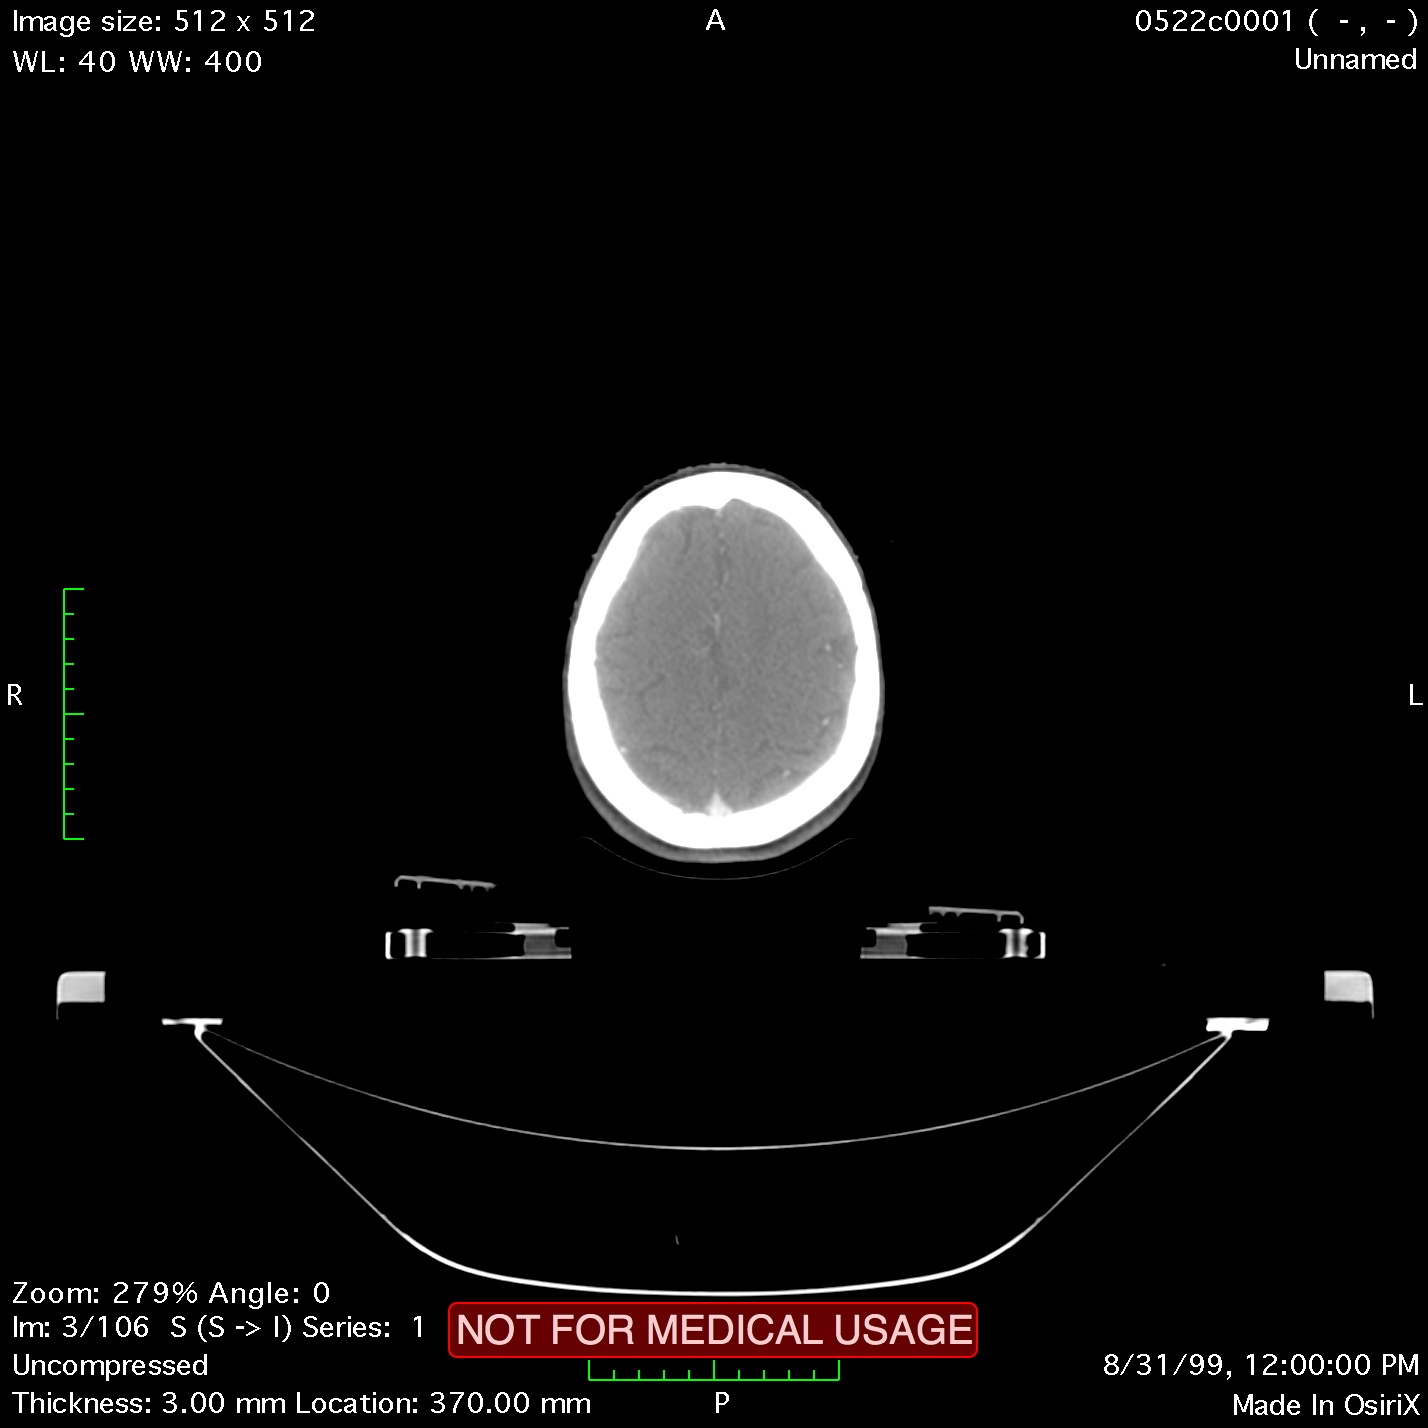 Image size: 512 x 512
WL: 40 WW: 400
A
0522c0001 ( -, -)
Unnamed
R
L
Zoom: 279% Angle: 0
Im: 3/106 S (S -> I) Series: 1
Uncompressed
Thickness: 3.00 mm Location: 370.00 mm
NOT FOR MEDICAL USAGE
P
8/31/99, 12:00:00 PM
Made In OsiriX